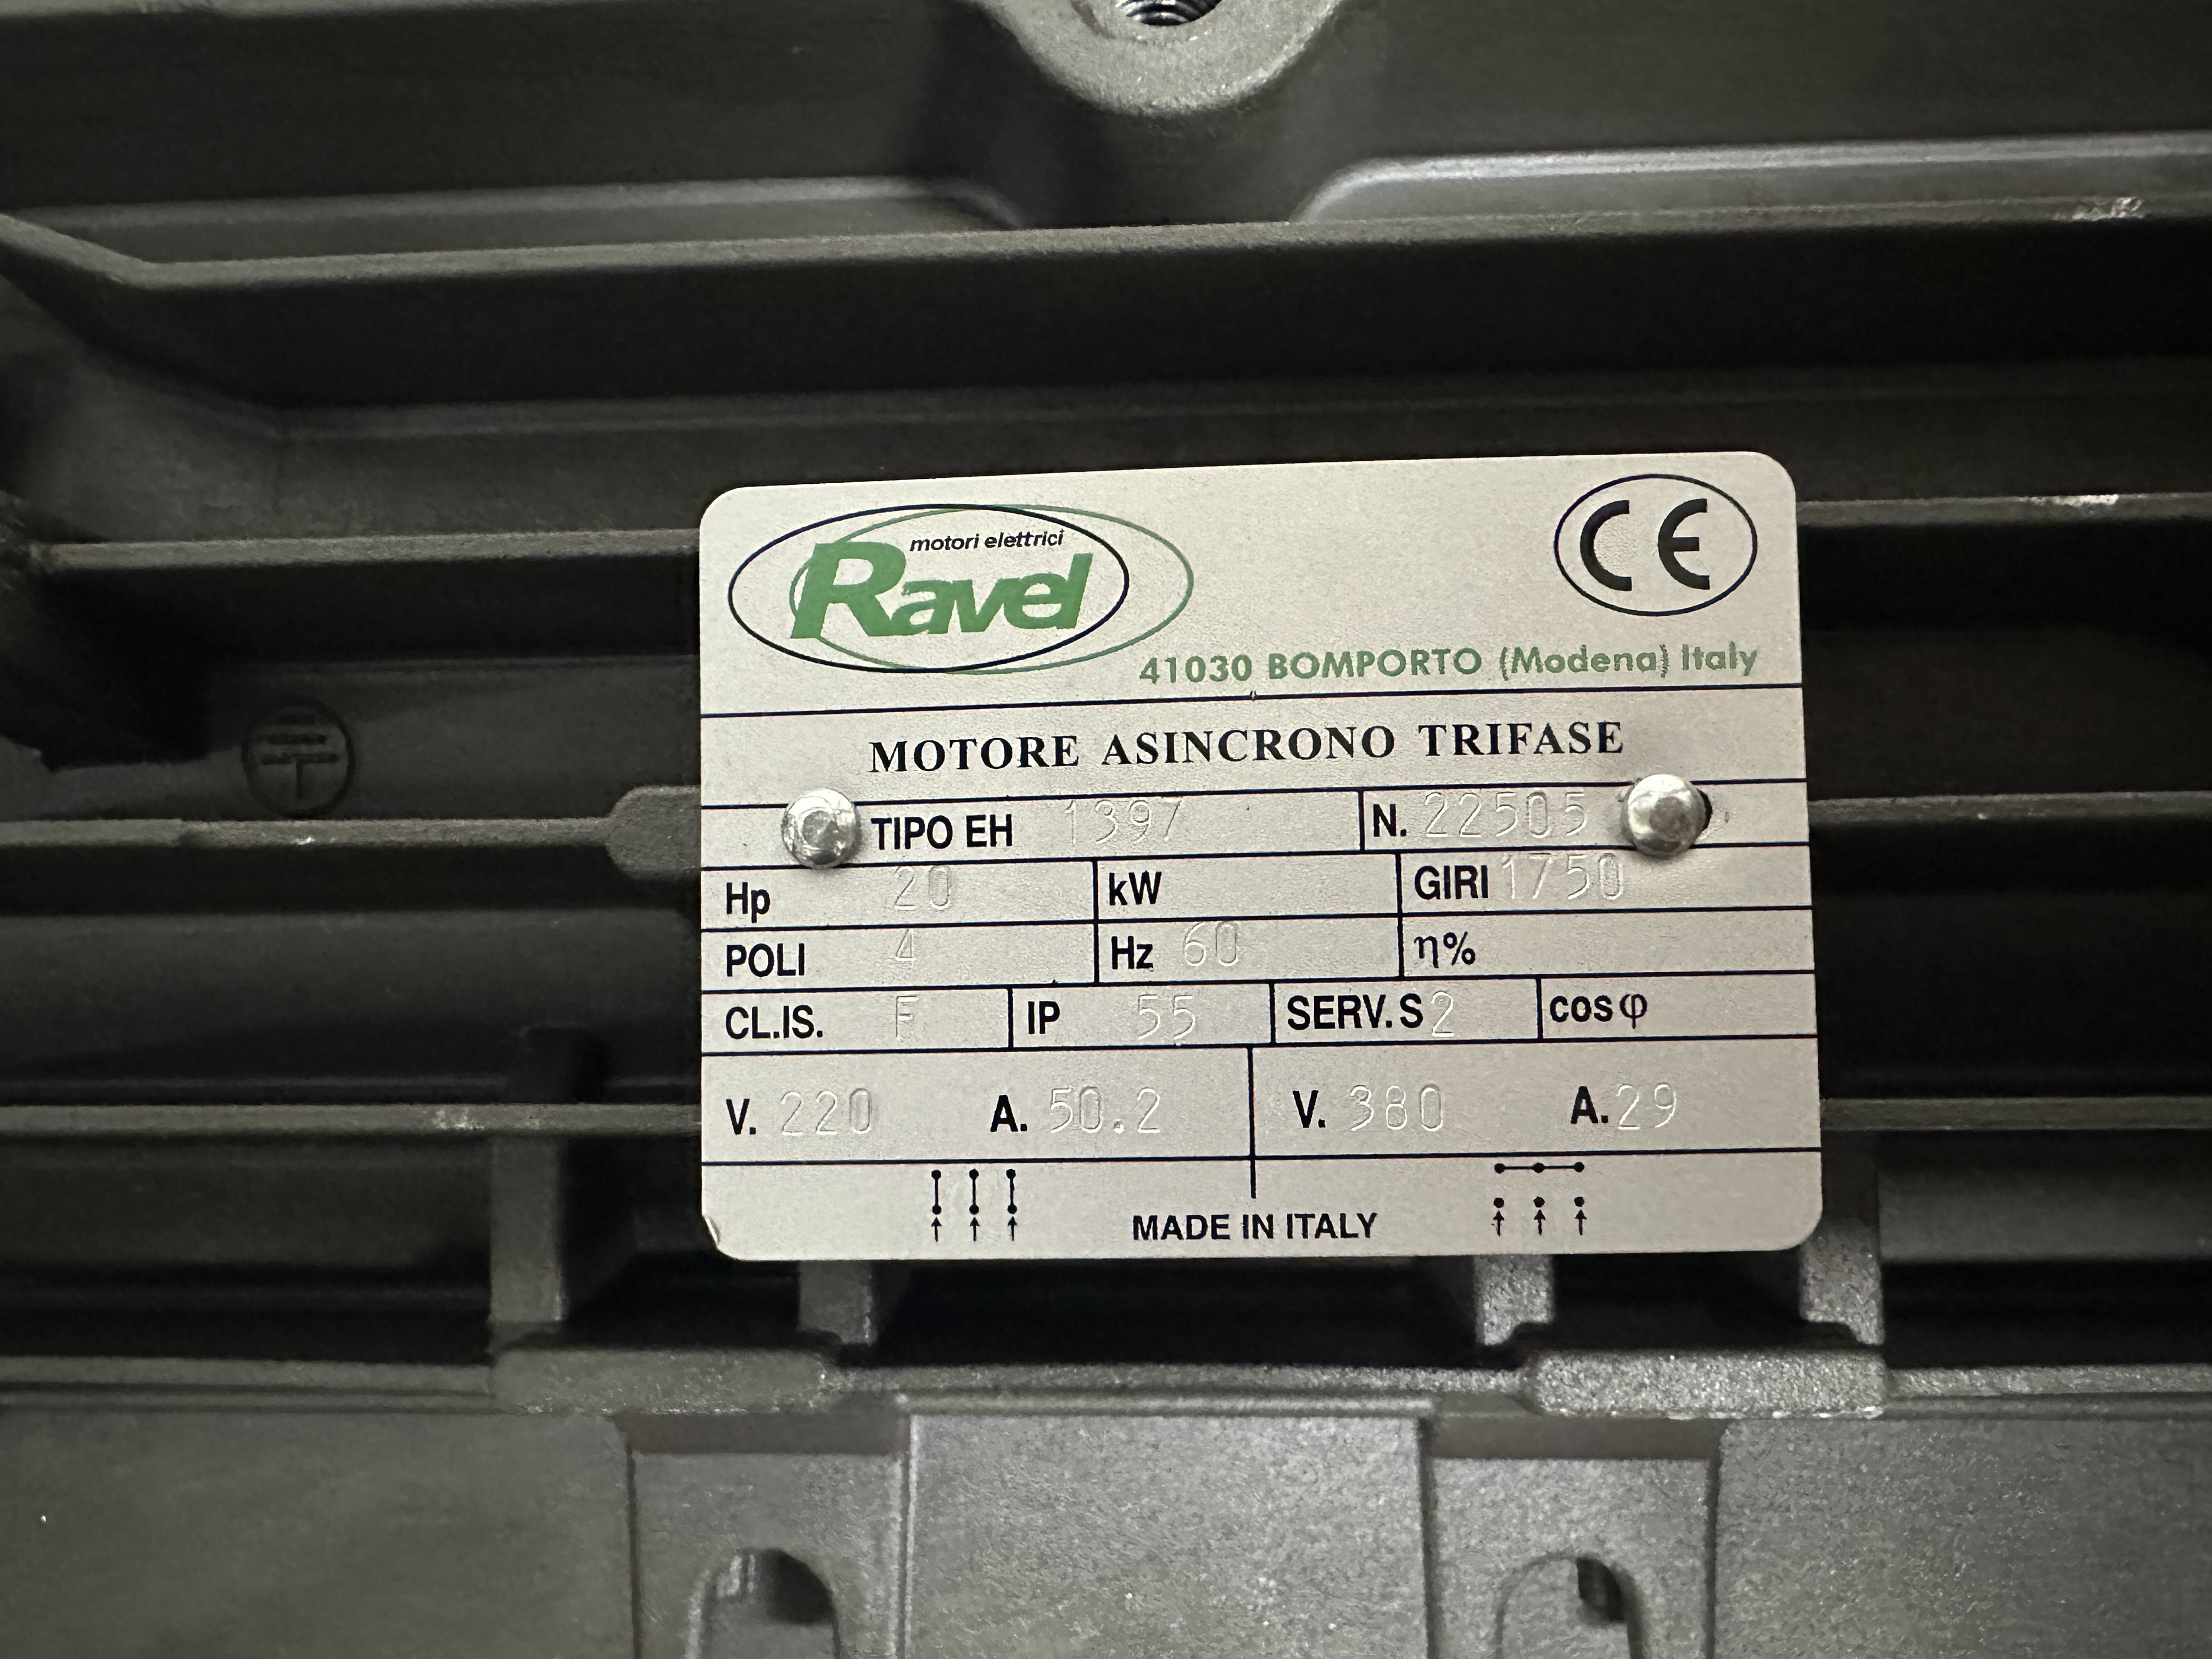 motori elettrici
Ravel
CE
41030 BOMPORTO (Modena) Italy
MOTORE ASINCRONO TRIFASE
TIPO EH 1397 N. 22505
Hp 20 kW GIRI 1750
POLI 4 Hz 60 η%
CL.IS. F IP 55 SERV. S 2 cosφ
V. 220 A. 50.2 V. 380 A. 29
MADE IN ITALY